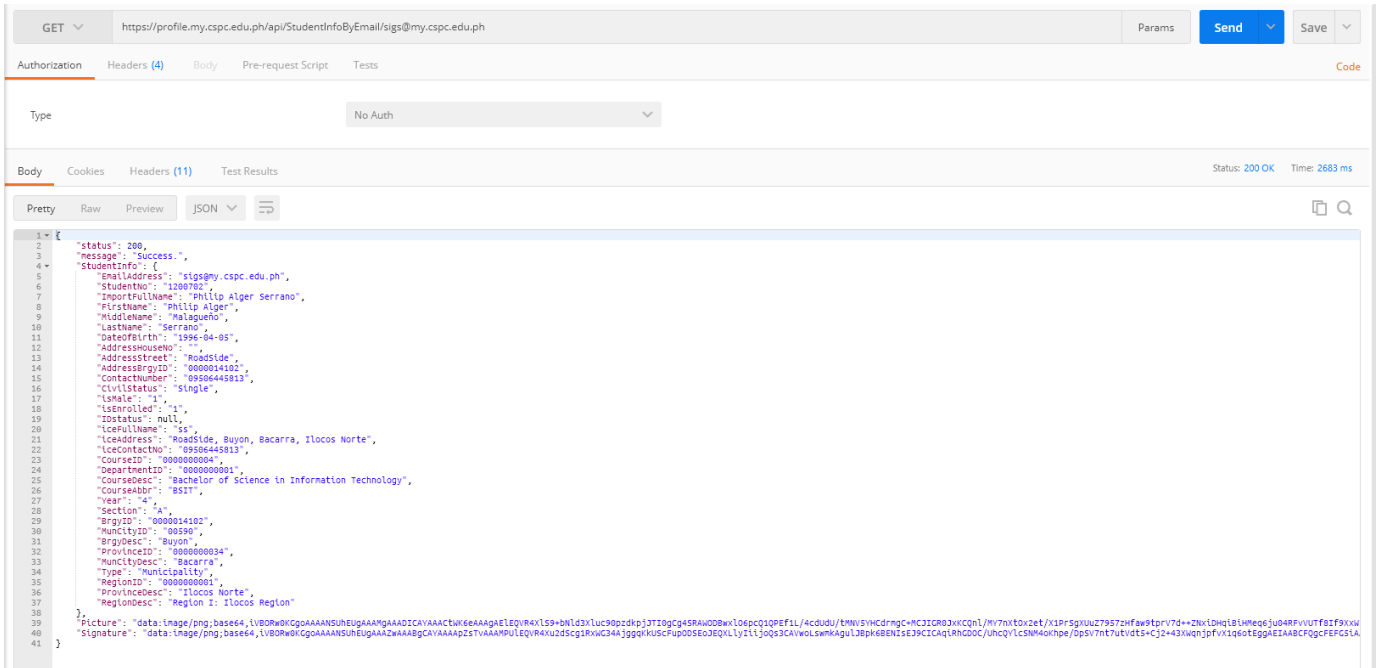 GET https://profile.my.cspc.edu.ph/api/StudentInfoByEmail/sigs@my.cspc.edu.ph Params Send Save
Authorization Headers (4) Body Pre-request Script Tests Code
Type No Auth
Body Cookies Headers (11) Test Results Status: 200 OK Time: 2683 ms
Pretty Raw Preview JSON
1 {
2 "status": 200,
3 "message": "Success.",
4 "StudentInfo": {
5 "EmailAddress": "sigs@my.cspc.edu.ph",
6 "StudentNo": "1200702",
7 "ImportFullName": "Philip Alger Serrano",
8 "FirstName": "Philip Alger",
9 "MiddleName": "Malagueño",
10 "LastName": "Serrano",
11 "DateOfBirth": "1996-04-05",
12 "AddressHouseNo": "",
13 "AddressStreet": "RoadSide",
14 "AddressBrgyID": "0000014102",
15 "ContactNumber": "09506445813",
16 "CivilStatus": "Single",
17 "isMale": "1",
18 "isEnrolled": "1",
19 "IDstatus": null,
20 "iceFullName": "ss",
21 "iceAddress": "RoadSide, Buyon, Bacarra, Ilocos Norte",
22 "iceContactNo": "09506445813",
23 "CourseID": "0000000004",
24 "DepartmentID": "0000000001",
25 "CourseDesc": "Bachelor of Science in Information Technology",
26 "CourseAbbr": "BSIT",
27 "Year": "4",
28 "Section": "A",
29 "BrgyID": "0000014102",
30 "MunCityID": "00590",
31 "BrgyDesc": "Buyon",
32 "ProvinceID": "0000000034",
33 "MunCityDesc": "Bacarra",
34 "Type": "Municipality",
35 "RegionID": "0000000001",
36 "ProvinceDesc": "Ilocos Norte",
37 "RegionDesc": "Region I: Ilocos Region"
38 },
39 "Picture": "data:image/png;base64,
40 "Signature": "data:image/png;base64,
41 }